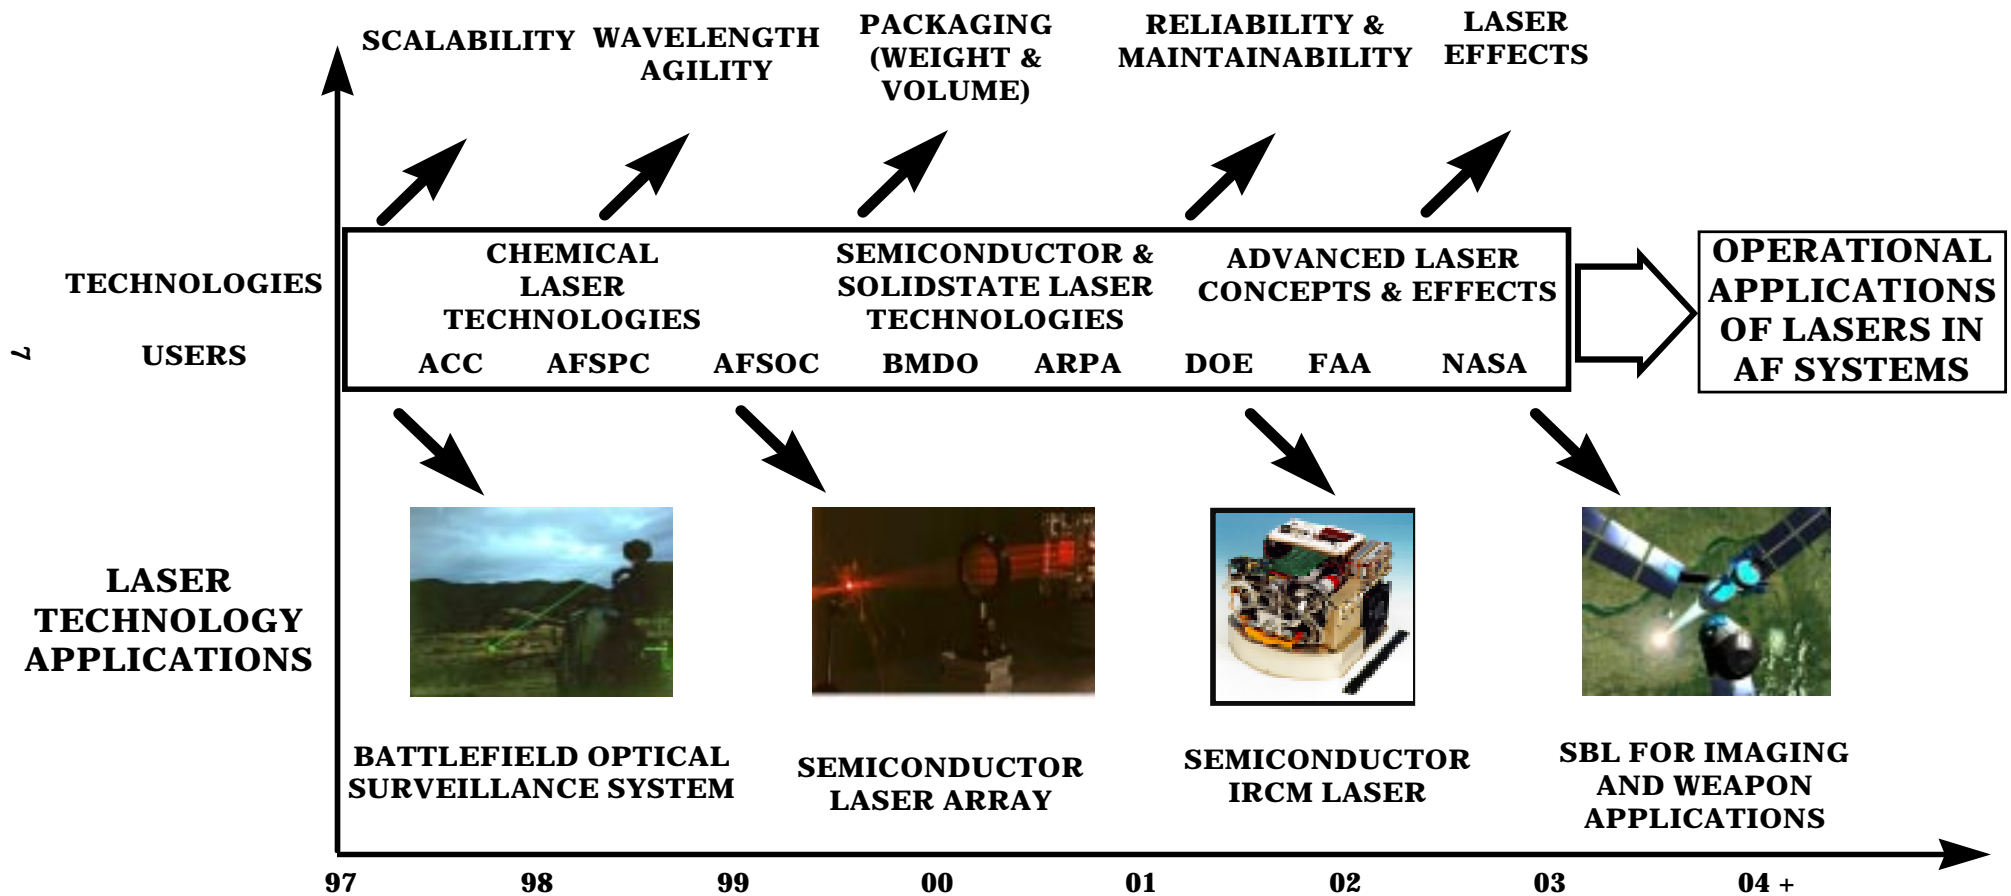 SCALABILITY
WAVELENGTH
AGILITY
PACKAGING
(WEIGHT &
VOLUME)
RELIABILITY &
MAINTAINABILITY
LASER
EFFECTS
TECHNOLOGIES
CHEMICAL
LASER
TECHNOLOGIES
SEMICONDUCTOR &
SOLIDSTATE LASER
TECHNOLOGIES
ADVANCED LASER
CONCEPTS & EFFECTS
OPERATIONAL
APPLICATIONS
OF LASERS IN
AF SYSTEMS
7
USERS
ACC AFSPC AFSOC BMDO ARPA DOE FAA NASA
LASER
TECHNOLOGY
APPLICATIONS
BATTLEFIELD OPTICAL
SURVEILLANCE SYSTEM
SEMICONDUCTOR
LASER ARRAY
SEMICONDUCTOR
IRCM LASER
SBL FOR IMAGING
AND WEAPON
APPLICATIONS
97 98 99 00 01 02 03 04 +